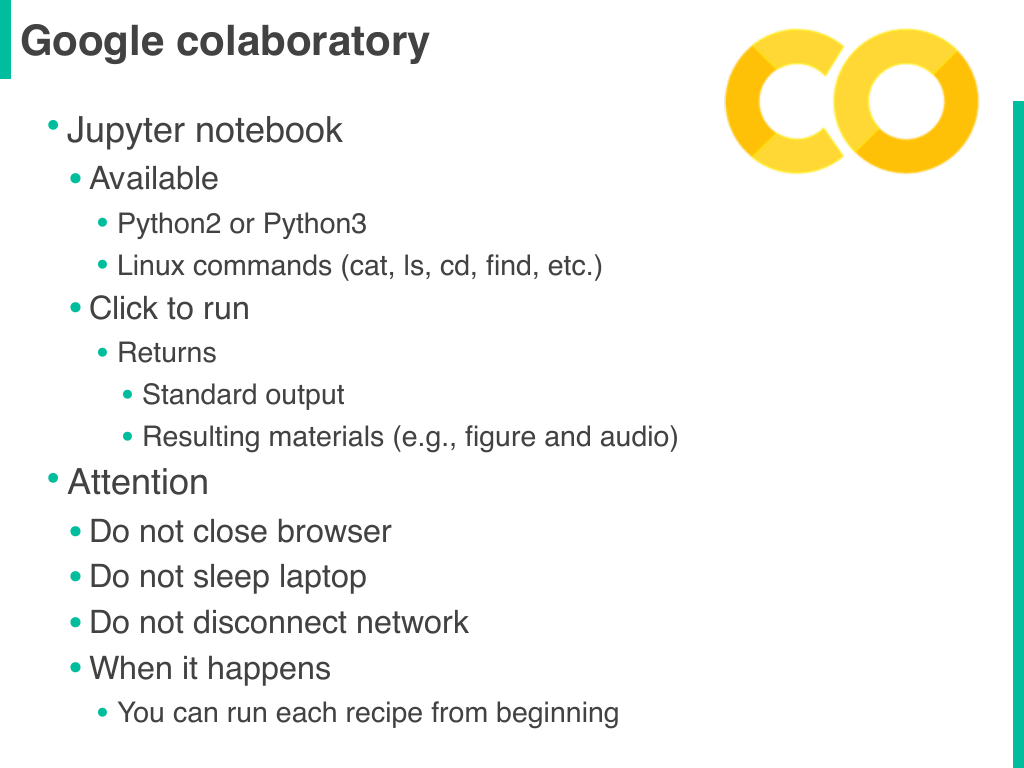 Google colaboratory
Jupyter notebook
Available
Python2 or Python3
Linux commands (cat, ls, cd, find, etc.)
Click to run
Returns
Standard output
Resulting materials (e.g., figure and audio)
Attention
Do not close browser
Do not sleep laptop
Do not disconnect network
When it happens
You can run each recipe from beginning